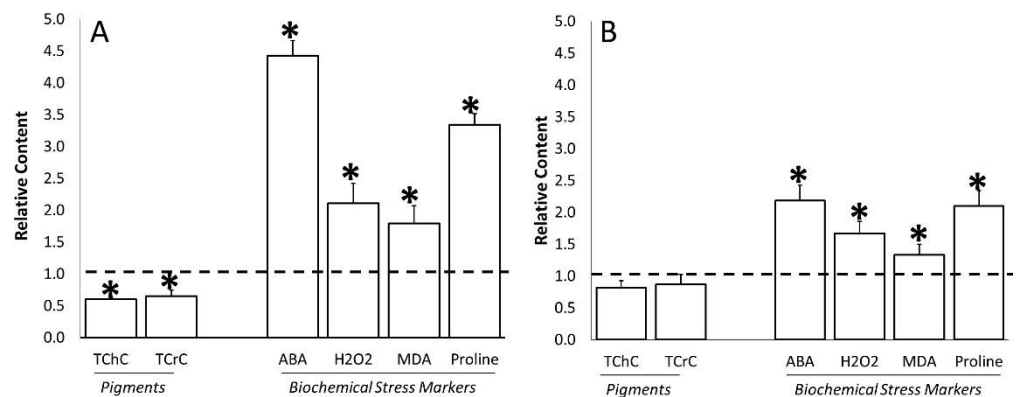 A
Relative Content
5.0
4.5
4.0
3.5
3.0
2.5
2.0
1.5
1.0
0.5
0.0
* * * * * *
TChC TCrC ABA H2O2 MDA Proline
Pigments Biochemical Stress Markers
B
Relative Content
5.0
4.5
4.0
3.5
3.0
2.5
2.0
1.5
1.0
0.5
0.0
* * * *
TChC TCrC ABA H2O2 MDA Proline
Pigments Biochemical Stress Markers